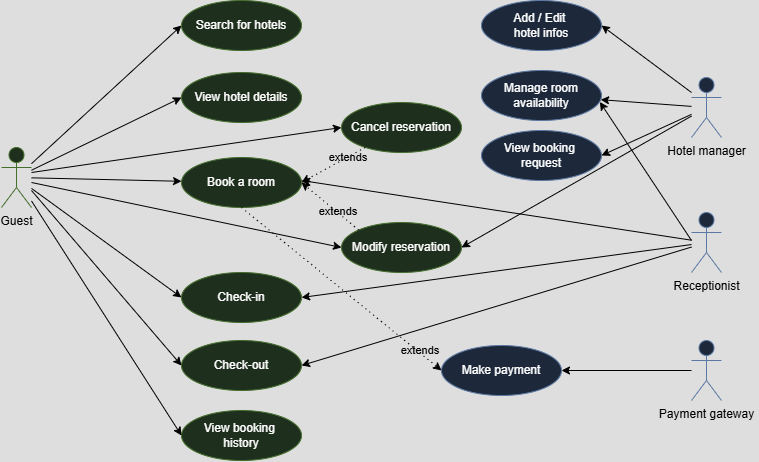 Search for hotels
Add / Edit
hotel infos
View hotel details
Manage room
availability
Cancel reservation
Hotel manager
View booking
request
extends
Book a room
Guest
extends
Modify reservation
Receptionist
Check-in
extends
Check-out
Make payment
Payment gateway
View booking
history